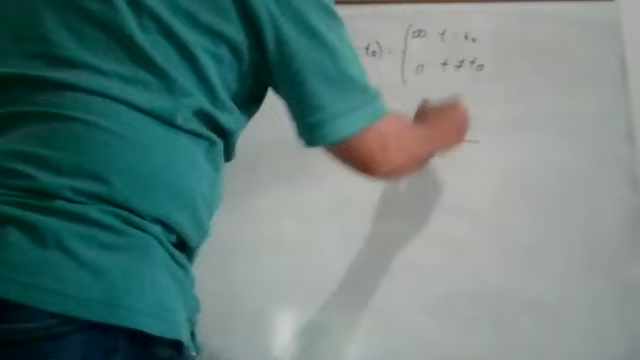 t₀) = { ∞ t = t₀
0 t ≠ t₀